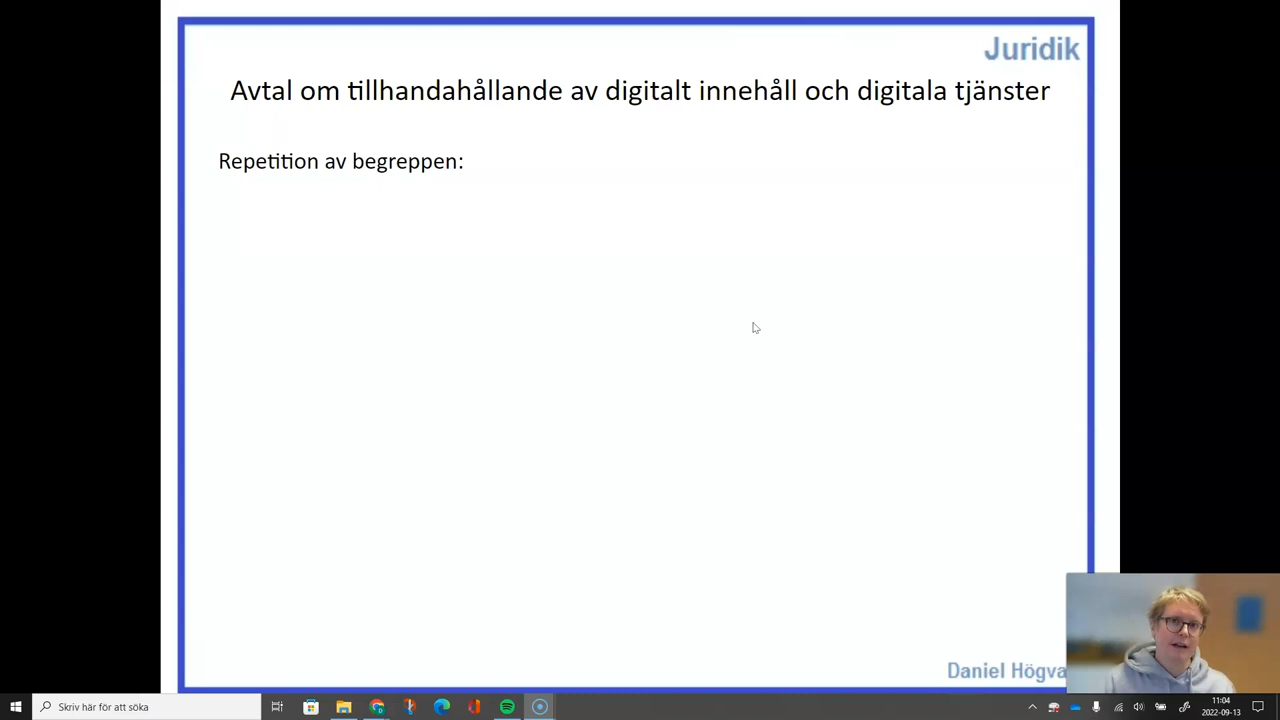 Juridik
Avtal om tillhandahållande av digitalt innehåll och digitala tjänster
Repetition av begreppen:
Daniel Högva
Skriv här för att söka
11:04
2022-09-13